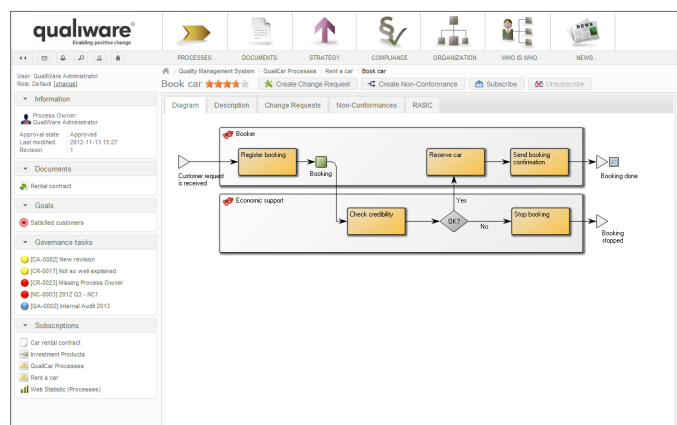 qualiware®
Enabling positive change
NEWS
PROCESSES DOCUMENTS STRATEGY COMPLIANCE ORGANIZATION WHO IS WHO NEWS
User: QualiWare Administrator
Role: Default [change]
Quality Management System QualiCar Processes Rent a car Book car
Book car Create Change Request Create Non-Conformance Subscribe Unsubscribe
Information
Process Owner:
QualiWare Administrator
Approval state : Approved
Last modified : 2012-11-13 15:27
Revision : 1
Documents
Rental contract
Goals
Satisfied customers
Governance tasks
[CA-0002] New revision
[CR-0017] Not so well explained
[CR-0023] Missing Process Owner
[NC-0003] 2012 Q3 - NC1
[QA-0002] Internal Audit 2013
Subscriptions
Car rental contract
Investment Products
QualiCar Processes
Rent a car
Web Statistic (Processes)
Diagram Description Change Requests Non-Conformances RASIC
Booker
Register booking
Reserve car
Send booking
confirmation
Customer request
is received
Booking
Booking done
Economic support
Yes
Check credibility
OK?
No
Stop booking
Booking
stopped